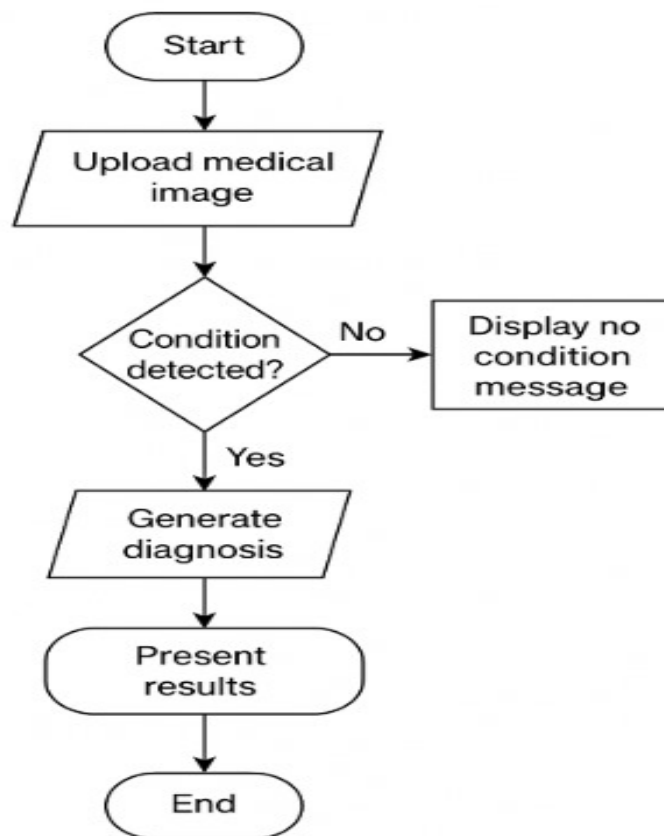 Start
Upload medical
image
Condition
detected?
No
Display no
condition
message
Yes
Generate
diagnosis
Present
results
End